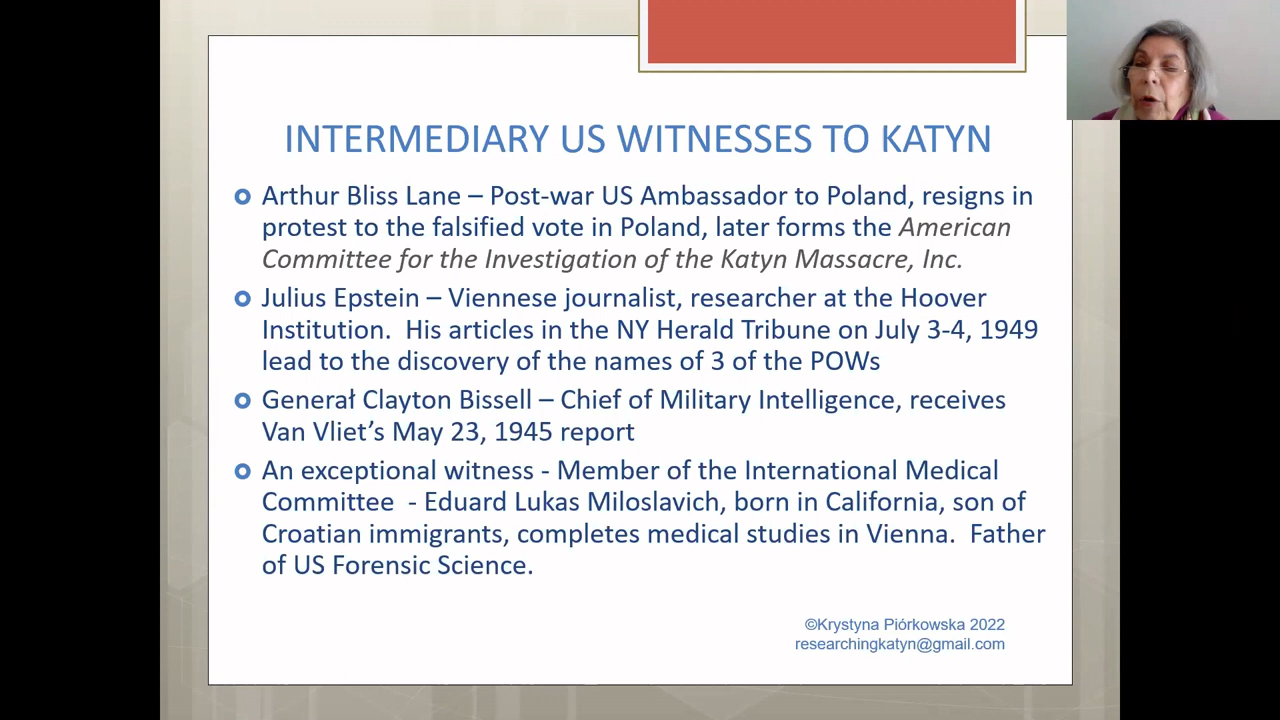 INTERMEDIARY US WITNESSES TO KATYN
Arthur Bliss Lane – Post-war US Ambassador to Poland, resigns in
protest to the falsified vote in Poland, later forms the American
Committee for the Investigation of the Katyn Massacre, Inc.
Julius Epstein – Viennese journalist, researcher at the Hoover
Institution.  His articles in the NY Herald Tribune on July 3-4, 1949
lead to the discovery of the names of 3 of the POWs
Generał Clayton Bissell – Chief of Military Intelligence, receives
Van Vliet’s May 23, 1945 report
An exceptional witness - Member of the International Medical
Committee  - Eduard Lukas Miloslavich, born in California, son of
Croatian immigrants, completes medical studies in Vienna.  Father
of US Forensic Science.
©Krystyna Piórkowska 2022
researchingkatyn@gmail.com